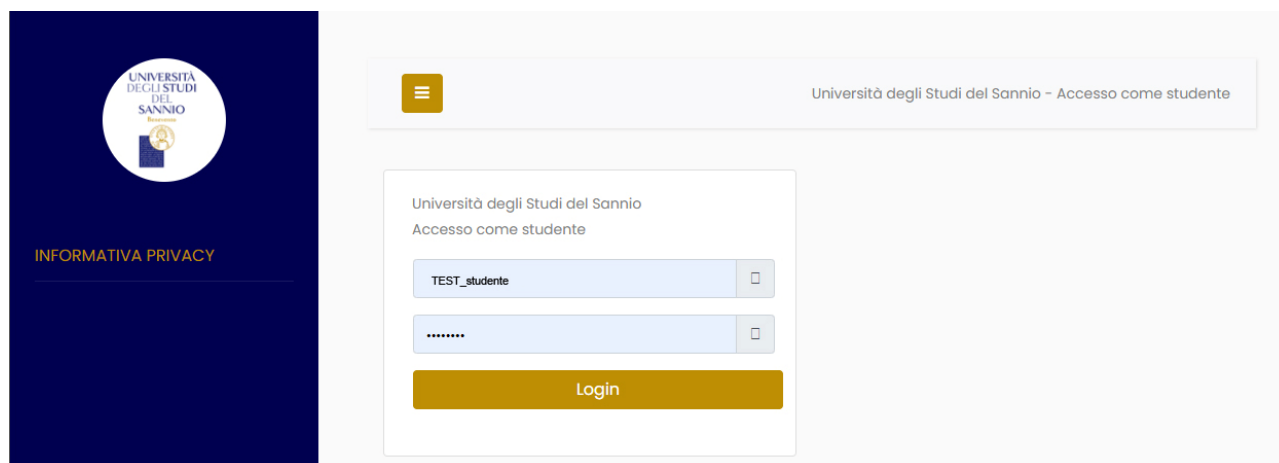 UNIVERSITÀ
DEGLI STUDI
DEL
SANNIO
Benevento
INFORMATIVA PRIVACY
Università degli Studi del Sannio - Accesso come studente
Università degli Studi del Sannio
Accesso come studente
TEST_studente
••••••••
Login